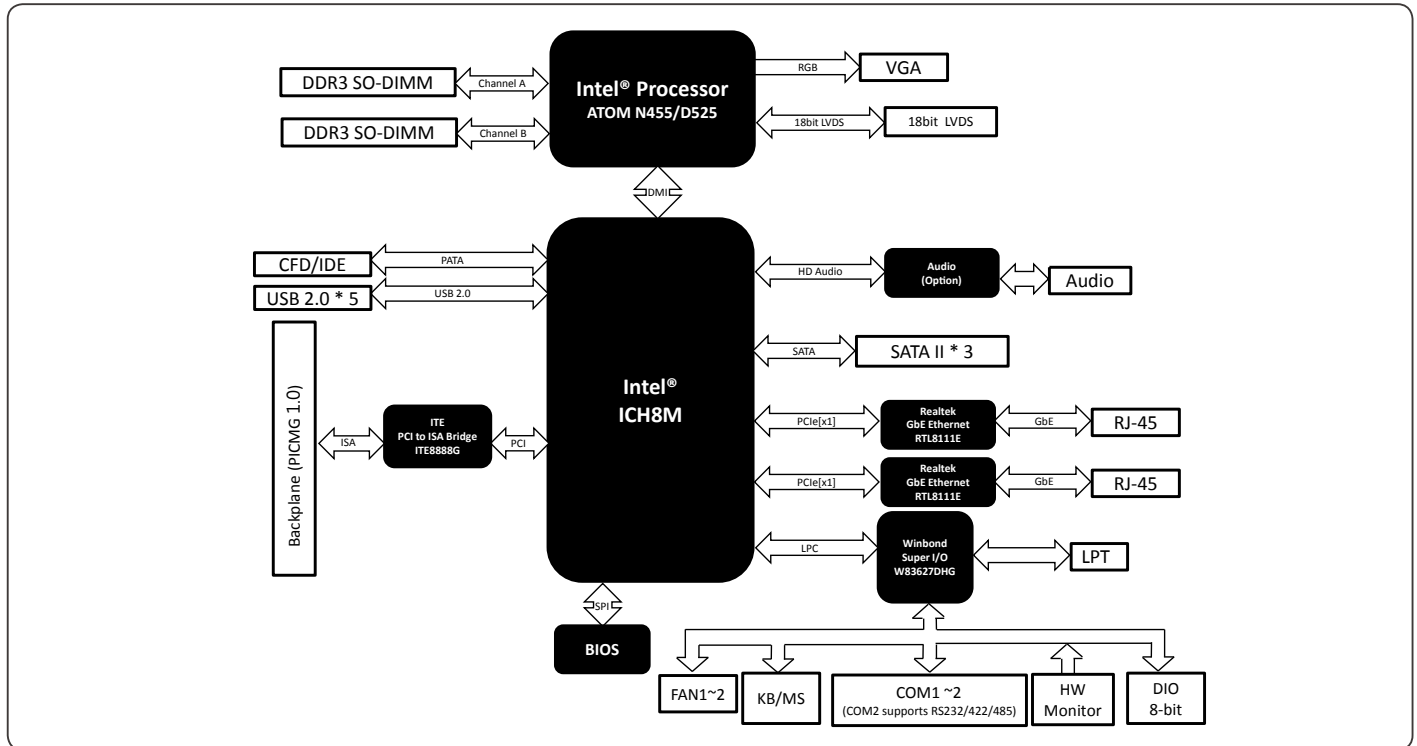 Intel® Processor
ATOM N455/D525
DDR3 SO-DIMM
Channel A
DDR3 SO-DIMM
Channel B
RGB
VGA
18bit LVDS
18bit LVDS
DMI
CFD/IDE
PATA
USB 2.0 * 5
USB 2.0
Intel®
ICH8M
HD Audio
Audio
(Option)
Audio
SATA
SATA II * 3
Backplane (PICMG 1.0)
ISA
ITE
PCI to ISA Bridge
ITE8888G
PCI
PCIe[x1]
Realtek
GbE Ethernet
RTL8111E
GbE
RJ-45
PCIe[x1]
Realtek
GbE Ethernet
RTL8111E
GbE
RJ-45
LPC
Winbond
Super I/O
W83627DHG
LPT
SPI
BIOS
FAN1~2
KB/MS
COM1 ~2
(COM2 supports RS232/422/485)
HW
Monitor
DIO
8-bit